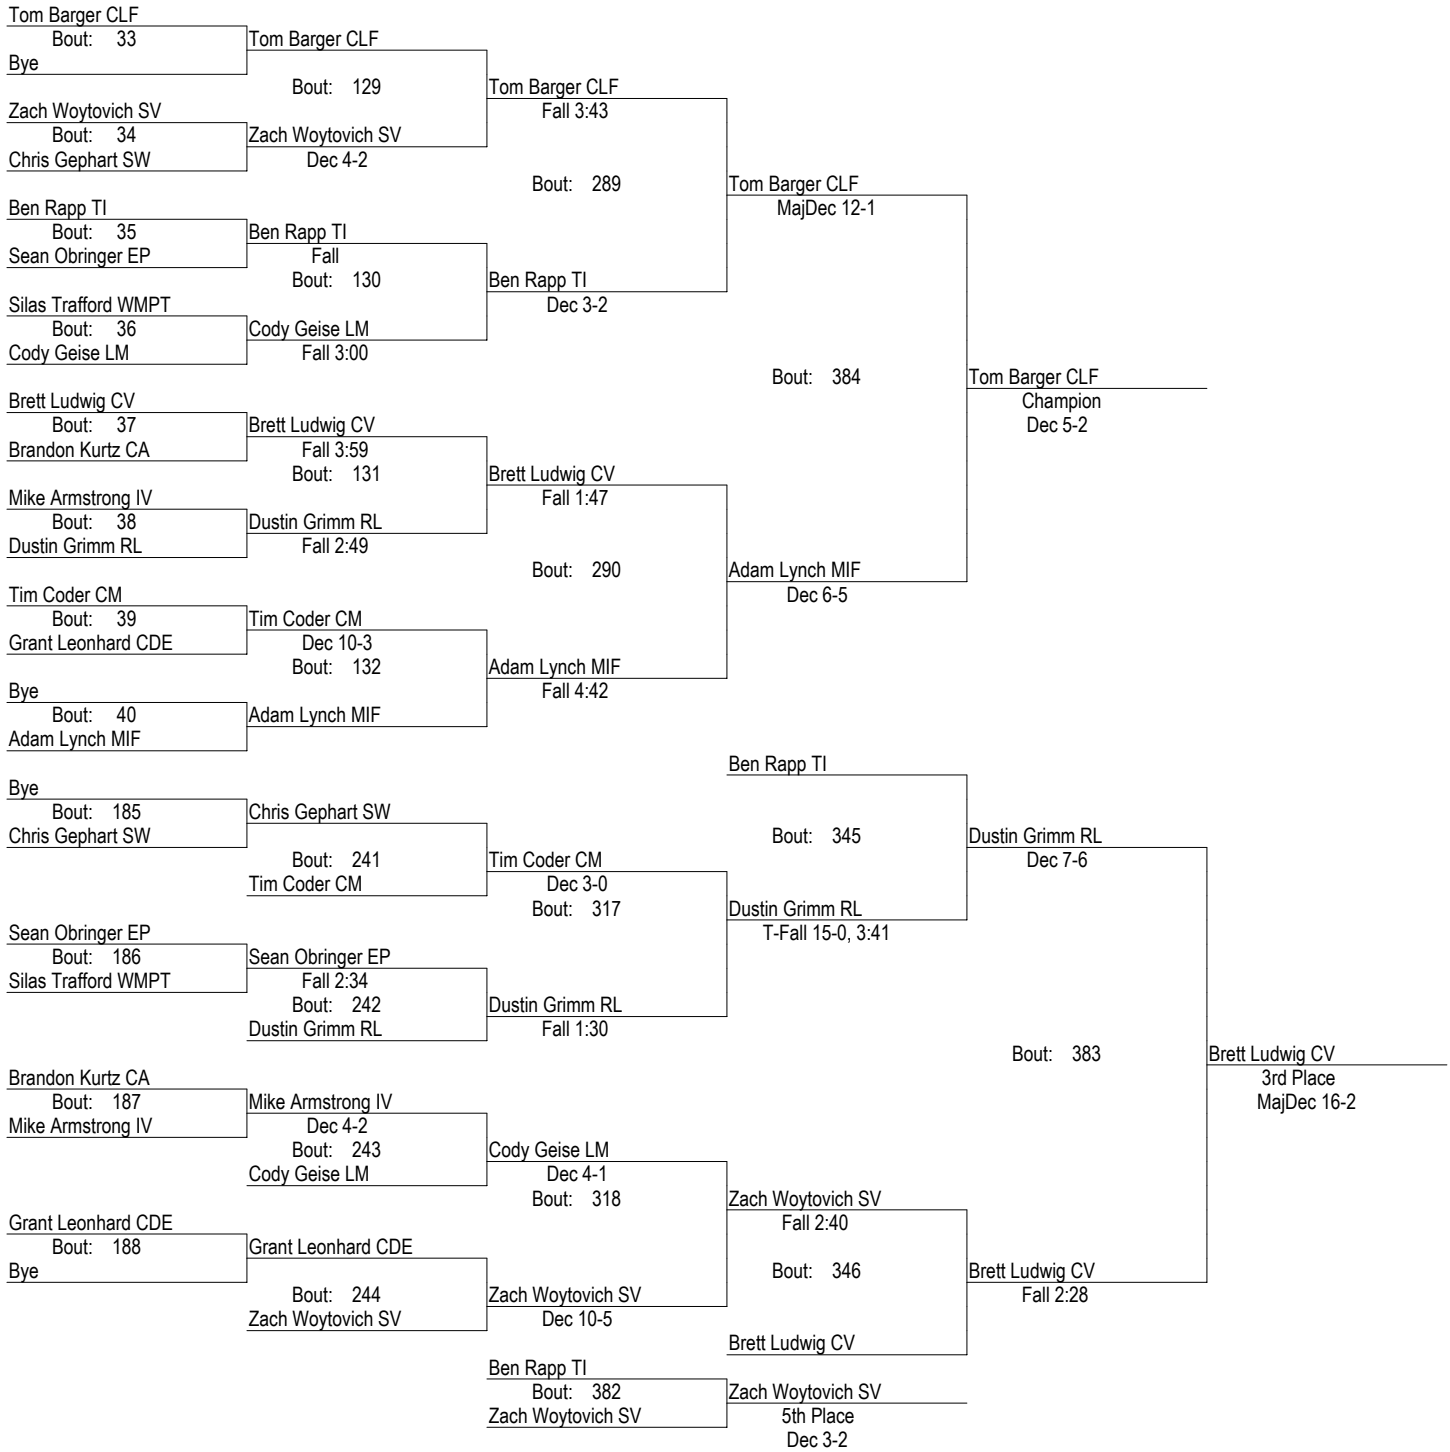 Tom Barger CLF
Bout: 33
Bye
Tom Barger CLF
Bout: 129
Zach Woytovich SV
Bout: 34
Chris Gephart SW
Zach Woytovich SV
Dec 4-2
Tom Barger CLF
Fall 3:43
Bout: 289
Ben Rapp TI
Bout: 35
Sean Obringer EP
Ben Rapp TI
Fall
Bout: 130
Silas Trafford WMPT
Bout: 36
Cody Geise LM
Cody Geise LM
Fall 3:00
Ben Rapp TI
Dec 3-2
Tom Barger CLF
MajDec 12-1
Bout: 384
Brett Ludwig CV
Bout: 37
Brandon Kurtz CA
Brett Ludwig CV
Fall 3:59
Bout: 131
Mike Armstrong IV
Bout: 38
Dustin Grimm RL
Dustin Grimm RL
Fall 2:49
Brett Ludwig CV
Fall 1:47
Bout: 290
Tim Coder CM
Bout: 39
Grant Leonhard CDE
Tim Coder CM
Dec 10-3
Bout: 132
Bye
Bout: 40
Adam Lynch MIF
Adam Lynch MIF
Adam Lynch MIF
Fall 4:42
Adam Lynch MIF
Dec 6-5
Tom Barger CLF
Champion
Dec 5-2
Bye
Bout: 185
Chris Gephart SW
Chris Gephart SW
Bout: 241
Tim Coder CM
Tim Coder CM
Dec 3-0
Bout: 317
Sean Obringer EP
Bout: 186
Silas Trafford WMPT
Sean Obringer EP
Fall 2:34
Bout: 242
Dustin Grimm RL
Dustin Grimm RL
Fall 1:30
Ben Rapp TI
Bout: 345
Dustin Grimm RL
T-Fall 15-0, 3:41
Dustin Grimm RL
Dec 7-6
Bout: 383
Brandon Kurtz CA
Bout: 187
Mike Armstrong IV
Mike Armstrong IV
Dec 4-2
Bout: 243
Cody Geise LM
Cody Geise LM
Dec 4-1
Bout: 318
Grant Leonhard CDE
Bout: 188
Bye
Grant Leonhard CDE
Bout: 244
Zach Woytovich SV
Zach Woytovich SV
Dec 10-5
Zach Woytovich SV
Fall 2:40
Bout: 346
Brett Ludwig CV
Brett Ludwig CV
Fall 2:28
Brett Ludwig CV
3rd Place
MajDec 16-2
Ben Rapp TI
Bout: 382
Zach Woytovich SV
Zach Woytovich SV
5th Place
Dec 3-2